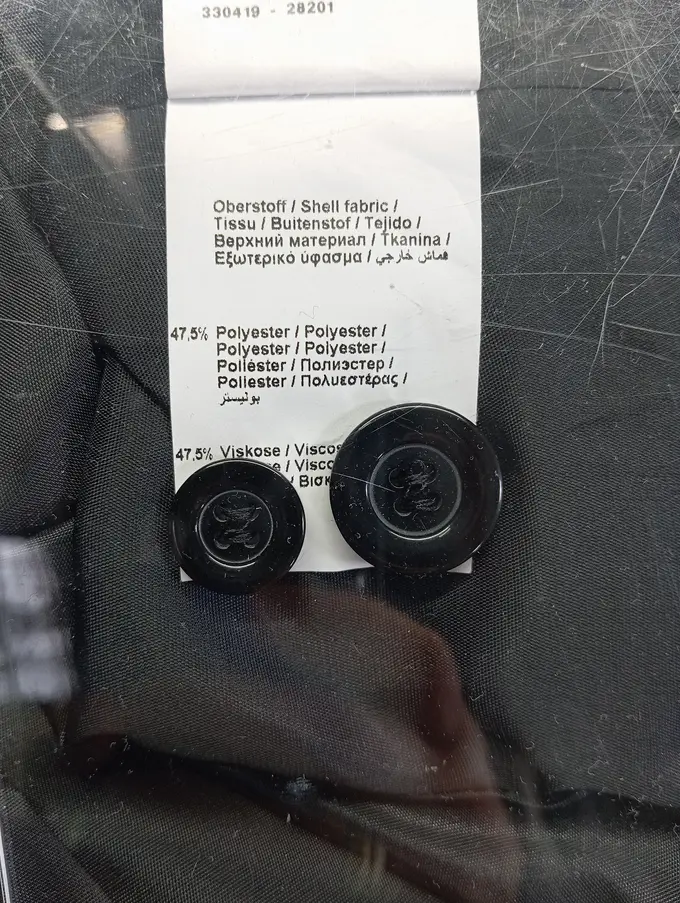 330419 - 28201
Oberstoff / Shell fabric /
Tissu / Buitenstof / Tejido /
Верхний материал / Tkanina /
Εξωτερικό ύφασμα / قماش خارجي
47,5% Polyester / Polyester /
Polyester / Polyester /
Poliéster / Полиэстер /
Poliester / Πολυεστέρας /
بوليستر
47,5% Viskose /